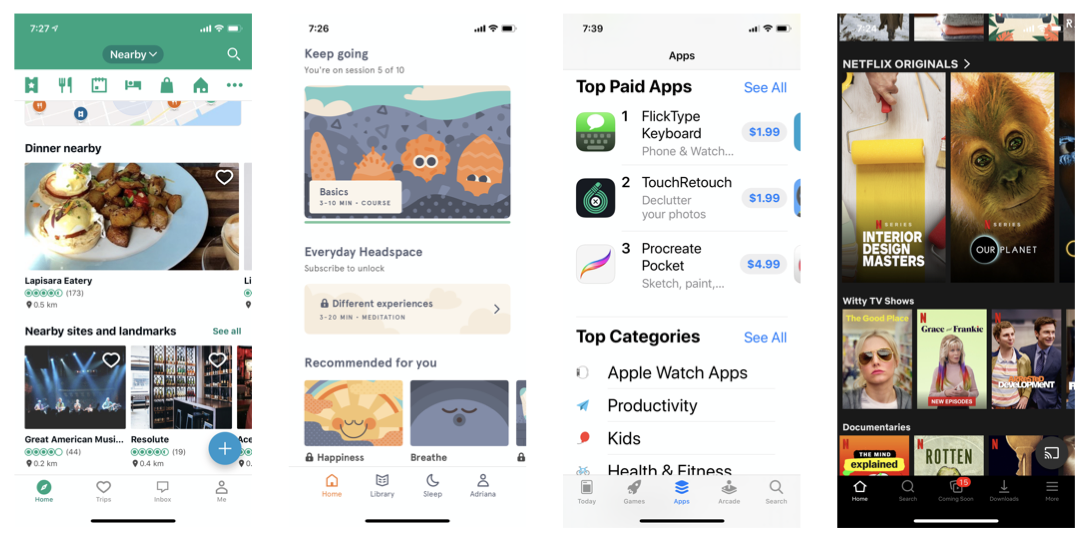 7:27
Nearby
Dinner nearby
Lapisara Eatery
Li
(173)
0.5 km
Nearby sites and landmarks
See all
Great American Musi...
Resolute
Ace
(44)
(19)
0.2 km
0.4 km
0.
Home
Trips
Inbox
Me
7:26
Keep going
You're on session 5 of 10
Basics
3-10 MIN • COURSE
Everyday Headspace
Subscribe to unlock
Different experiences
3-20 MIN • MEDITATION
Recommended for you
Happiness
Breathe
Home
Library
Sleep
Adriana
7:39
Apps
Top Paid Apps
See All
1
FlickType
Keyboard
Phone & Watch...
$1.99
2
TouchRetouch
Declutter
your photos
$1.99
3
Procreate
Pocket
Sketch, paint,...
$4.99
Top Categories
See All
Apple Watch Apps
Productivity
Kids
Health & Fitness
Today
Games
Apps
Arcade
Search
7:24
R
NETFLIX ORIGINALS
N SERIES
INTERIOR
DESIGN
MASTERS
N SERIES
OUR PLANET
Witty TV Shows
The Good Place
N
Grace and Frankie
NEW EPISODES
N
ARRESTED
DEVELOPMENT
Documentaries
N
THE MIND
explained
N
ROTTEN
N
15
Home
Search
Coming Soon
Downloads
More